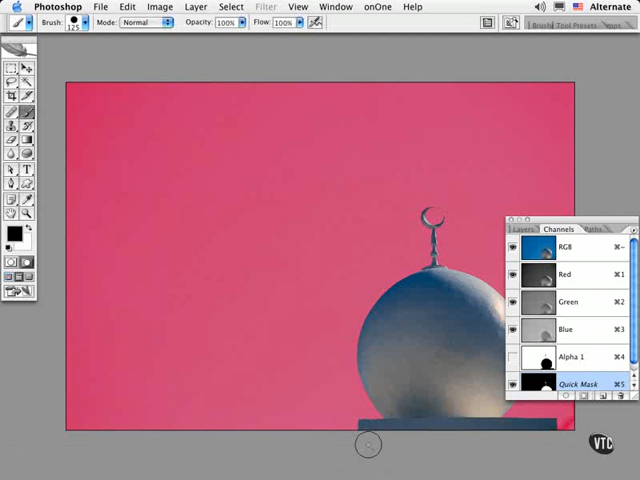 Photoshop File Edit Image Layer Select Filter View Window onOne Help Alternate
Brush: 125 Mode: Normal Opacity: 100% Flow: 100% Brush Tool Presets
Layers Channels Paths
RGB ⌘~
Red ⌘1
Green ⌘2
Blue ⌘3
Alpha 1 ⌘4
Quick Mask ⌘5
VTC